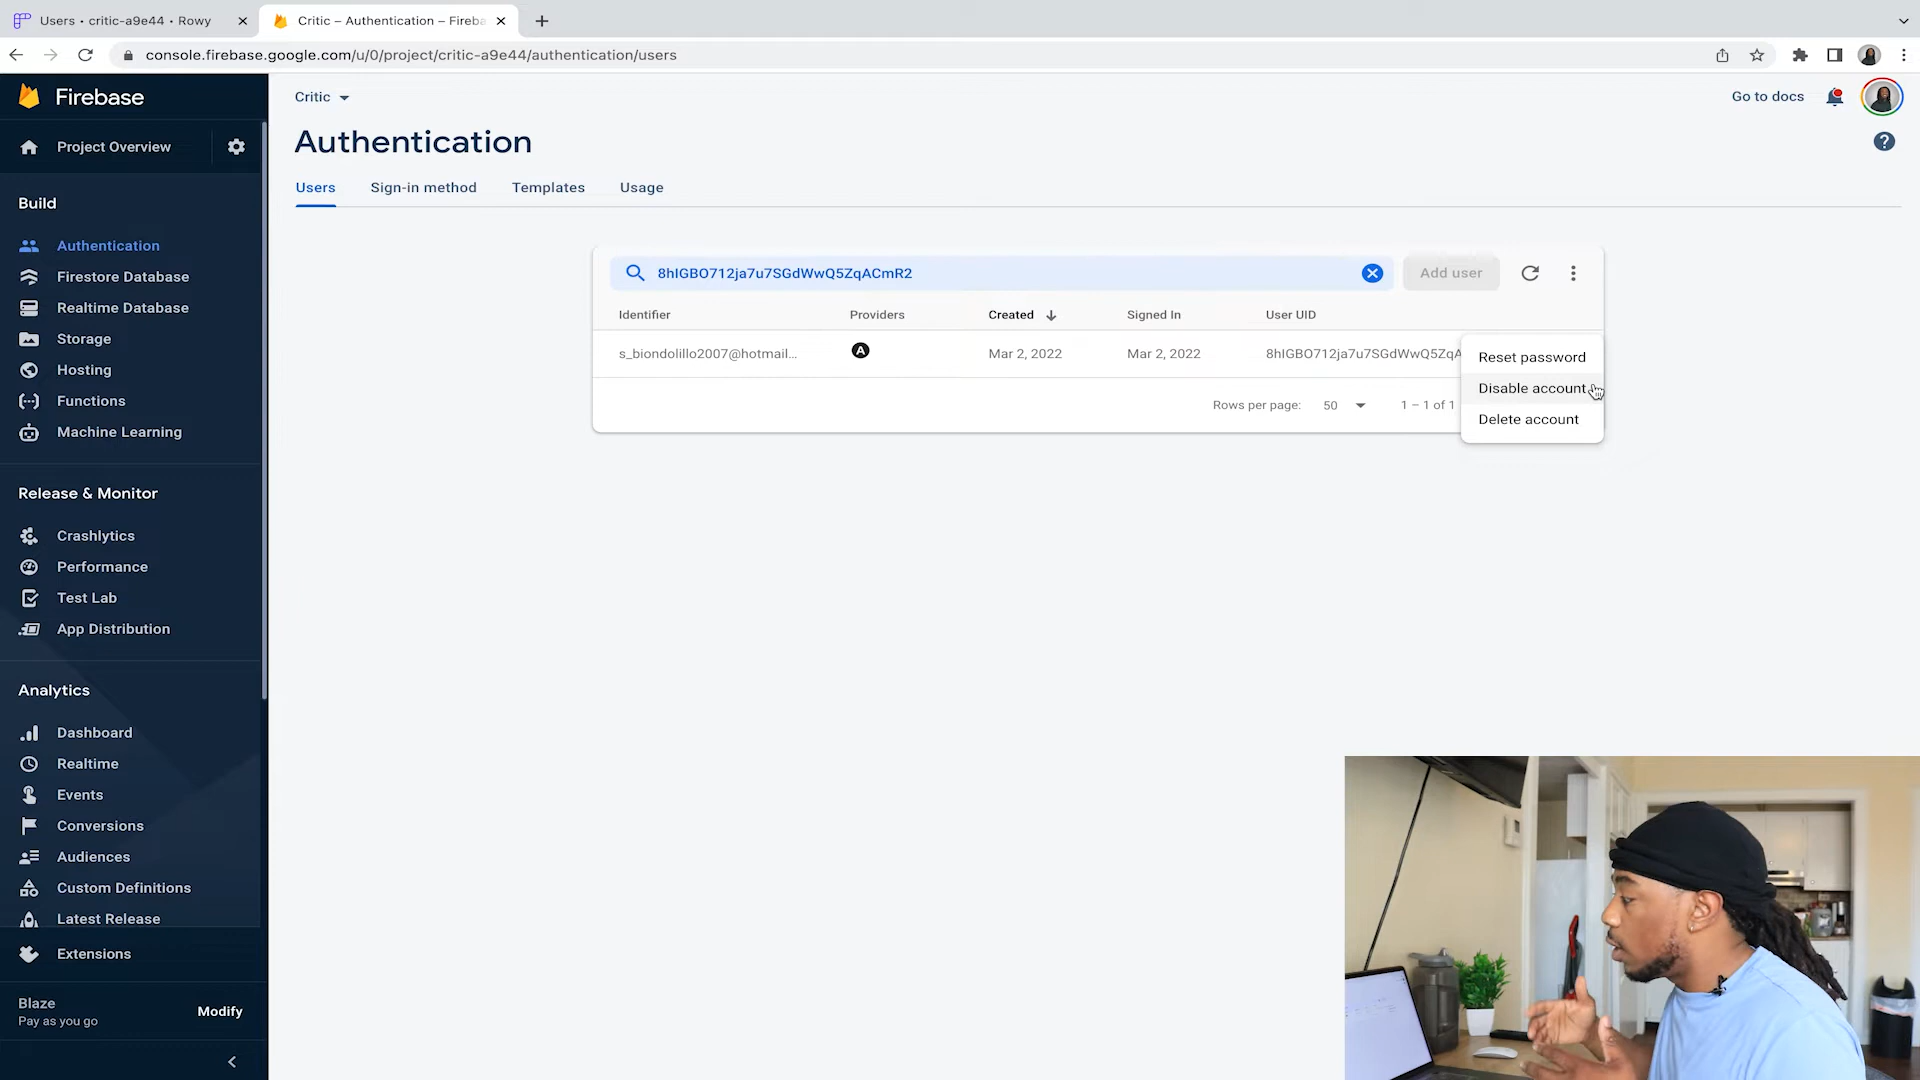 Users • critic-a9e44 • Rowy
Critic – Authentication – Fireba
console.firebase.google.com/u/0/project/critic-a9e44/authentication/users
Firebase
Project Overview
Build
Authentication
Firestore Database
Realtime Database
Storage
Hosting
Functions
Machine Learning
Release & Monitor
Crashlytics
Performance
Test Lab
App Distribution
Analytics
Dashboard
Realtime
Events
Conversions
Audiences
Custom Definitions
Latest Release
Extensions
Blaze
Pay as you go
Modify
Critic
Go to docs
Authentication
Users Sign-in method Templates Usage
8hIGBO712ja7u7SGdWwQ5ZqACmR2
Add user
Identifier Providers Created Signed In User UID
s_biondolillo2007@hotmail... A Mar 2, 2022 Mar 2, 2022 8hIGBO712ja7u7SGdWwQ5ZqA
Rows per page: 50 1 – 1 of 1
Reset password
Disable account
Delete account